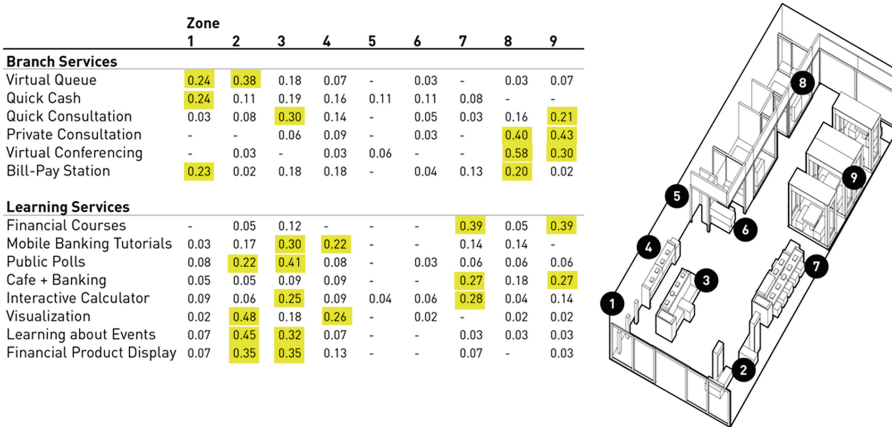 Zone
1 2 3 4 5 6 7 8 9
Branch Services
Virtual Queue 0.24 0.38 0.18 0.07 - 0.03 - 0.03 0.07
Quick Cash 0.24 0.11 0.19 0.16 0.11 0.11 0.08 - -
Quick Consultation 0.03 0.08 0.30 0.14 - 0.05 0.03 0.16 0.21
Private Consultation - - 0.06 0.09 - 0.03 - 0.40 0.43
Virtual Conferencing - 0.03 - 0.03 0.06 - - 0.58 0.30
Bill-Pay Station 0.23 0.02 0.18 0.18 - 0.04 0.13 0.20 0.02
Learning Services
Financial Courses - 0.05 0.12 - - - 0.39 0.05 0.39
Mobile Banking Tutorials 0.03 0.17 0.30 0.22 - - 0.14 0.14 -
Public Polls 0.08 0.22 0.41 0.08 - 0.03 0.06 0.06 0.06
Cafe + Banking 0.05 0.05 0.09 0.09 - - 0.27 0.18 0.27
Interactive Calculator 0.09 0.06 0.25 0.09 0.04 0.06 0.28 0.04 0.14
Visualization 0.02 0.48 0.18 0.26 - 0.02 - 0.02 0.02
Learning about Events 0.07 0.45 0.32 0.07 - - 0.03 0.03 0.03
Financial Product Display 0.07 0.35 0.35 0.13 - - 0.07 - 0.03
8
9
5
6
4
7
3
1
2